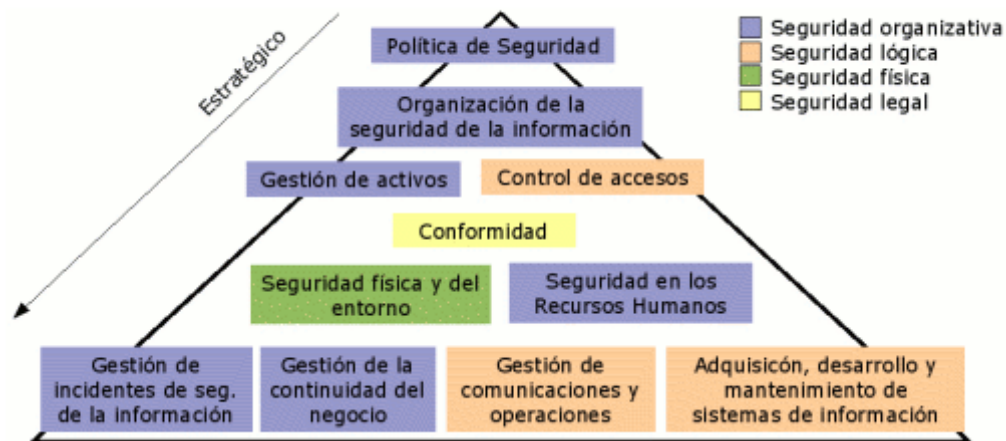 Estratégico
Política de Seguridad
Seguridad organizativa
Seguridad lógica
Seguridad física
Seguridad legal
Organización de la
seguridad de la información
Gestión de activos
Control de accesos
Conformidad
Seguridad física y del
entorno
Seguridad en los
Recursos Humanos
Gestión de
incidentes de seg.
de la información
Gestión de la
continuidad del
negocio
Gestión de
comunicaciones y
operaciones
Adquisicón, desarrollo y
mantenimiento de
sistemas de información